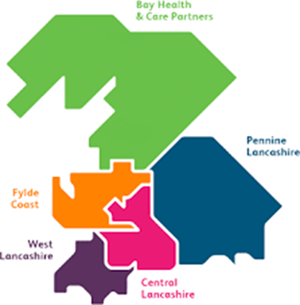 Bay Health
& Care Partners
Pennine
Lancashire
Fylde
Coast
West
Lancashire
Central
Lancashire